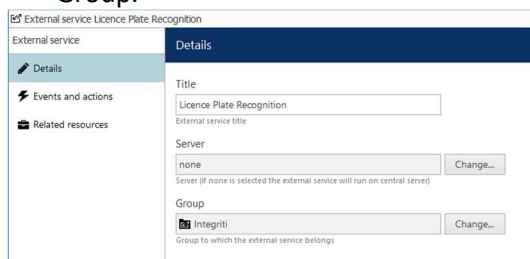 Group.
External service Licence Plate Recognition
External service
Details
Events and actions
Related resources
Details
Title
Licence Plate Recognition
External service title
Server
none
Change...
Server (if none is selected the external service will run on central server)
Group
Integriti
Change...
Group to which the external service belongs